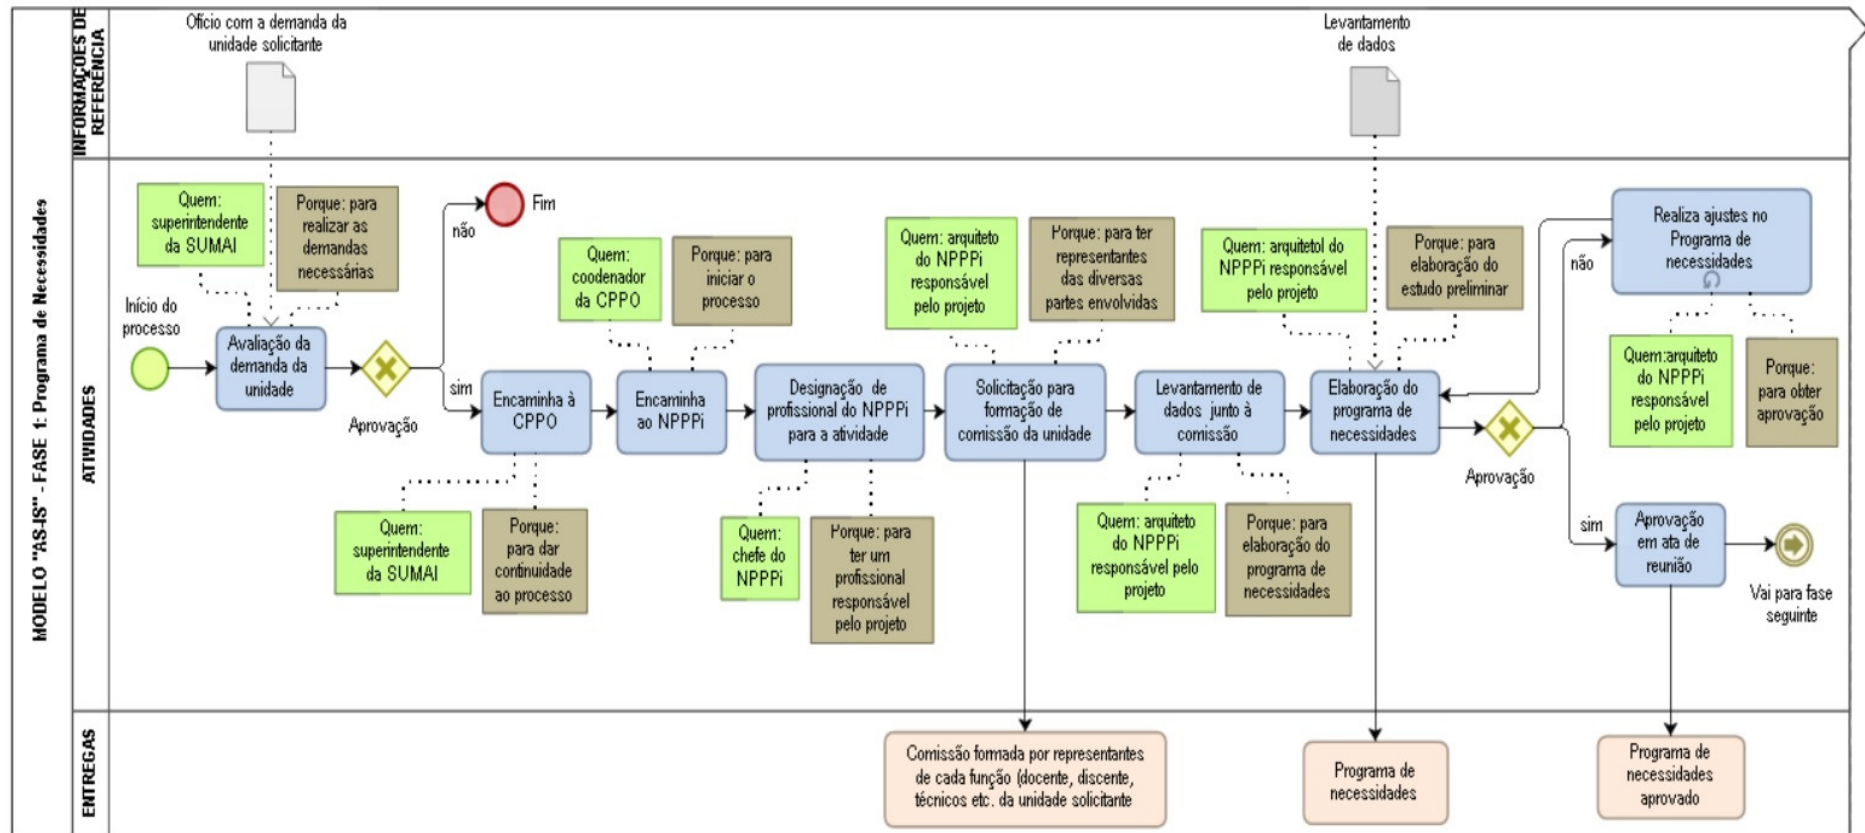 MODELO "AS-IS" - FASE 1: Programa de Necessidades
INFORMAÇÕES DE
REFERÊNCIA
Ofício com a demanda da
unidade solicitante
Levantamento
de dados
ATIVIDADES
Início do
processo
Quem:
superintendente
da SUMAI
Porque: para
realizar as
demandas
necessárias
Avaliação da
demanda da
unidade
Aprovação
não
Fim
sim
Encaminha à
CPPO
Quem:
superintendente
da SUMAI
Porque:
para dar
continuidade
ao processo
Quem:
coodenador
da CPPO
Porque: para
iniciar o
processo
Encaminha
ao NPPPi
Designação de
profissional do NPPPi
para a atividade
Quem:
chefe do
NPPPi
Porque: para
ter um
profissional
responsável
pelo projeto
Quem: arquiteto
do NPPPi
responsável
pelo projeto
Porque: para ter
representantes
das diversas
partes envolvidas
Solicitação para
formação de
comissão da unidade
Levantamento de
dados junto à
comissão
Quem: arquiteto
do NPPPi
responsável pelo
projeto
Porque: para
elaboração do
programa de
necessidades
Quem: arquitetol do
NPPPi responsável
pelo projeto
Porque: para
elaboração do
estudo preliminar
Elaboração do
programa de
necessidades
Aprovação
não
Realiza ajustes no
Programa de
necessidades
Quem:arquiteto
do NPPPi
responsável
pelo projeto
Porque:
para obter
aprovação
sim
Aprovação
em ata de
reunião
Vai para fase
seguinte
ENTREGAS
Comissão formada por representantes
de cada função (docente, discente,
técnicos etc. da unidade solicitante
Programa de
necessidades
Programa de
necessidades
aprovado